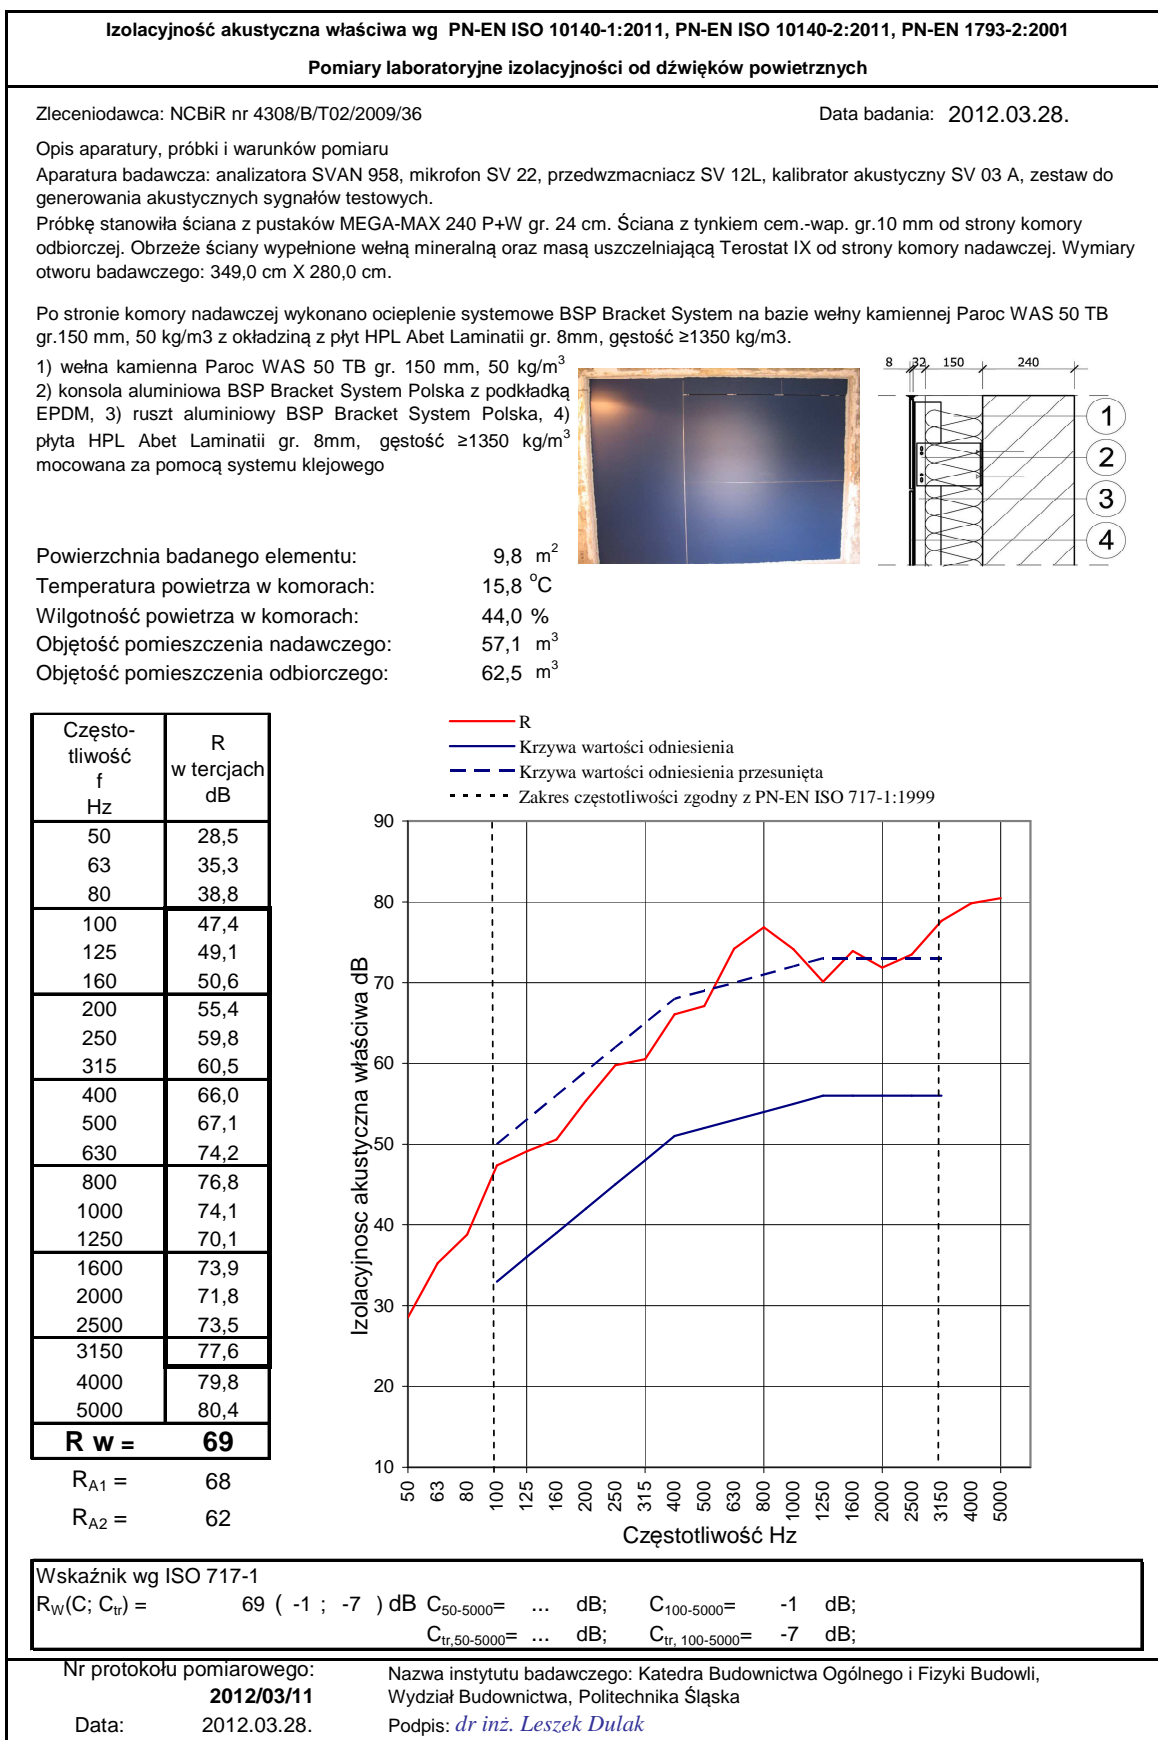 Izolacyjność akustyczna właściwa wg  PN-EN ISO 10140-1:2011, PN-EN ISO 10140-2:2011, PN-EN 1793-2:2001
Pomiary laboratoryjne izolacyjności od dźwięków powietrznych
Zleceniodawca: NCBiR nr 4308/B/T02/2009/36 Data badania: 2012.03.28.
Opis aparatury, próbki i warunków pomiaru
Aparatura badawcza: analizatora SVAN 958, mikrofon SV 22, przedwzmacniacz SV 12L, kalibrator akustyczny SV 03 A, zestaw do
generowania akustycznych sygnałów testowych.
Próbkę stanowiła ściana z pustaków MEGA-MAX 240 P+W gr. 24 cm. Ściana z tynkiem cem.-wap. gr.10 mm od strony komory
odbiorczej. Obrzeże ściany wypełnione wełną mineralną oraz masą uszczelniającą Terostat IX od strony komory nadawczej. Wymiary
otworu badawczego: 349,0 cm X 280,0 cm.
Po stronie komory nadawczej wykonano ocieplenie systemowe BSP Bracket System na bazie wełny kamiennej Paroc WAS 50 TB
gr.150 mm, 50 kg/m3 z okładziną z płyt HPL Abet Laminatii gr. 8mm, gęstość ≥1350 kg/m3.
1) wełna kamienna Paroc WAS 50 TB gr. 150 mm, 50 kg/m³
2) konsola aluminiowa BSP Bracket System Polska z podkładką
EPDM, 3) ruszt aluminiowy BSP Bracket System Polska, 4)
płyta HPL Abet Laminatii gr. 8mm, gęstość ≥1350 kg/m³
mocowana za pomocą systemu klejowego
8 32 150 240
1
2
3
4
Powierzchnia badanego elementu: 9,8 m²
Temperatura powietrza w komorach: 15,8 °C
Wilgotność powietrza w komorach: 44,0 %
Objętość pomieszczenia nadawczego: 57,1 m³
Objętość pomieszczenia odbiorczego: 62,5 m³
Często-
tliwość
f
Hz
R
w tercjach
dB
50 28,5
63 35,3
80 38,8
100 47,4
125 49,1
160 50,6
200 55,4
250 59,8
315 60,5
400 66,0
500 67,1
630 74,2
800 76,8
1000 74,1
1250 70,1
1600 73,9
2000 71,8
2500 73,5
3150 77,6
4000 79,8
5000 80,4
R w = 69
R_A1 = 68
R_A2 = 62
R
Krzywa wartości odniesienia
Krzywa wartości odniesienia przesunięta
Zakres częstotliwości zgodny z PN-EN ISO 717-1:1999
Izolacyjnosc akustyczna właściwa dB
90
80
70
60
50
40
30
20
10
50 63 80 100 125 160 200 250 315 400 500 630 800 1000 1250 1600 2000 2500 3150 4000 5000
Częstotliwość Hz
Wskaźnik wg ISO 717-1
R_W(C; C_tr) = 69 ( -1 ; -7 ) dB C_50-5000= ... dB; C_100-5000= -1 dB;
C_tr,50-5000= ... dB; C_tr, 100-5000= -7 dB;
Nr protokołu pomiarowego:
2012/03/11
Data: 2012.03.28.
Nazwa instytutu badawczego: Katedra Budownictwa Ogólnego i Fizyki Budowli,
Wydział Budownictwa, Politechnika Śląska
Podpis: dr inż. Leszek Dulak